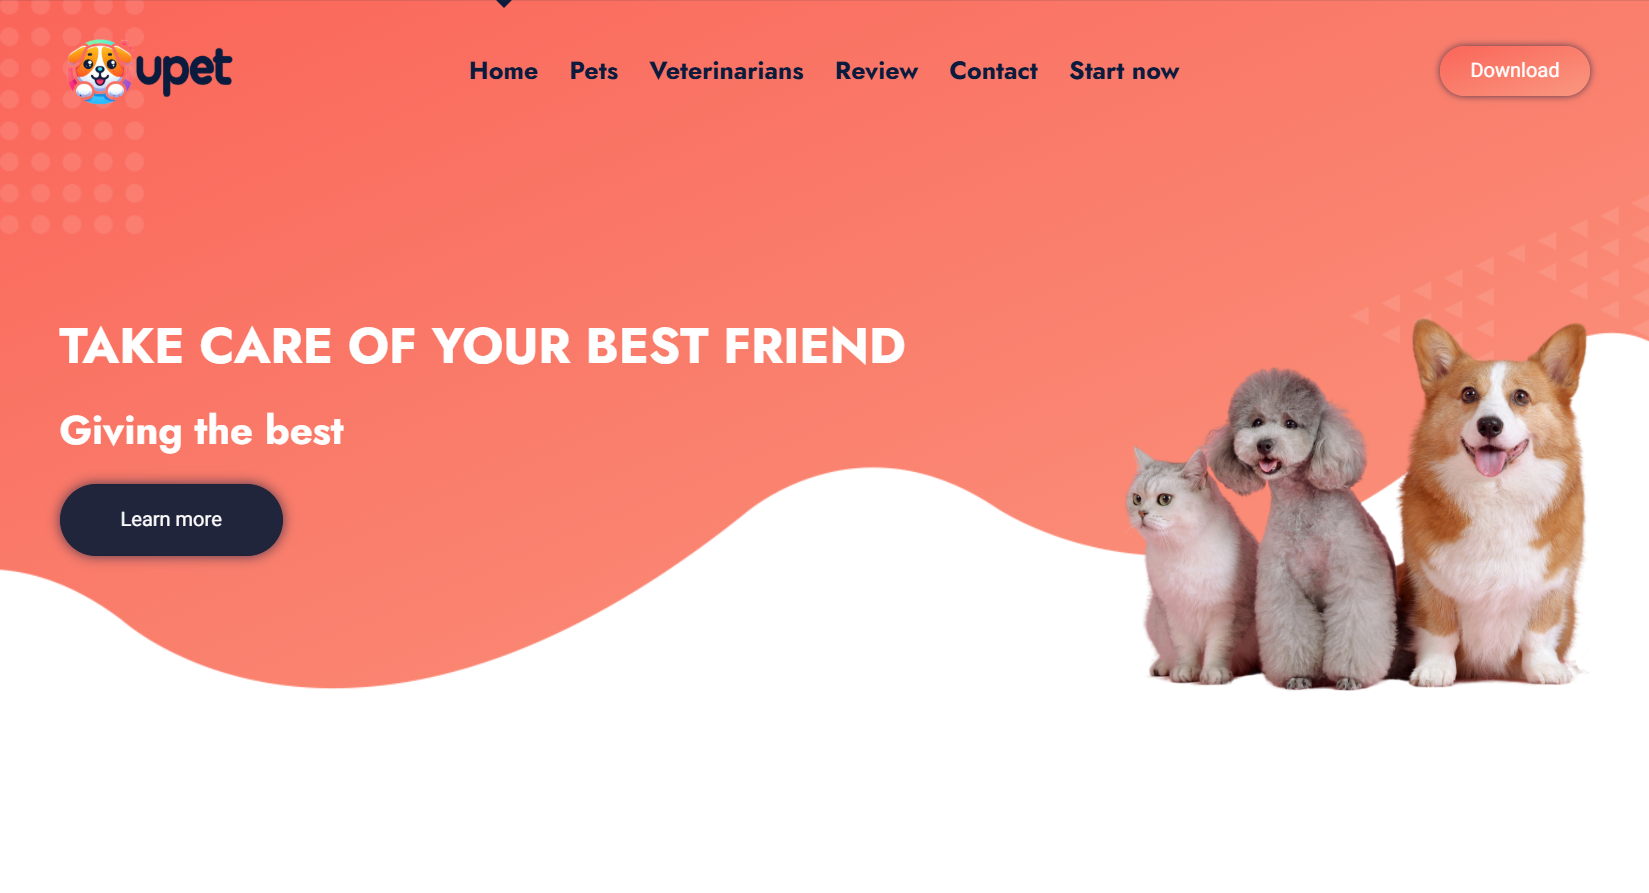 upet
Home Pets Veterinarians Review Contact Start now
Download
TAKE CARE OF YOUR BEST FRIEND
Giving the best
Learn more